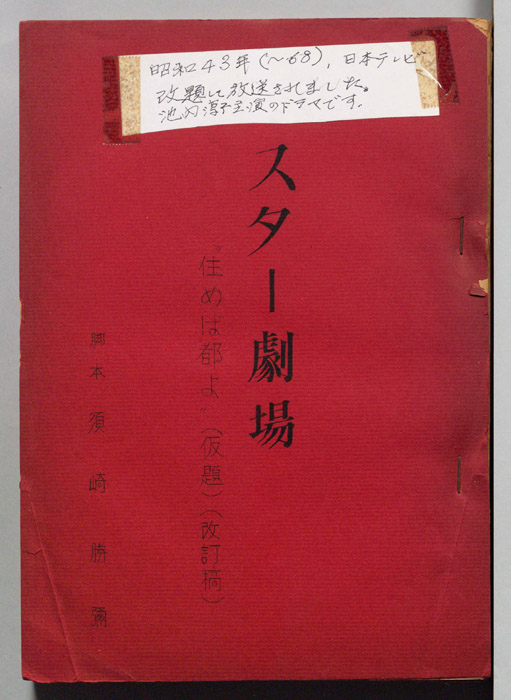 昭和43年(〜68)、日本テレビ
改題して放送されました。
池内淳子主演のドラマです.
スター劇場
“住めば都よ”(仮題)(改訂稿)
脚本 須崎勝彌